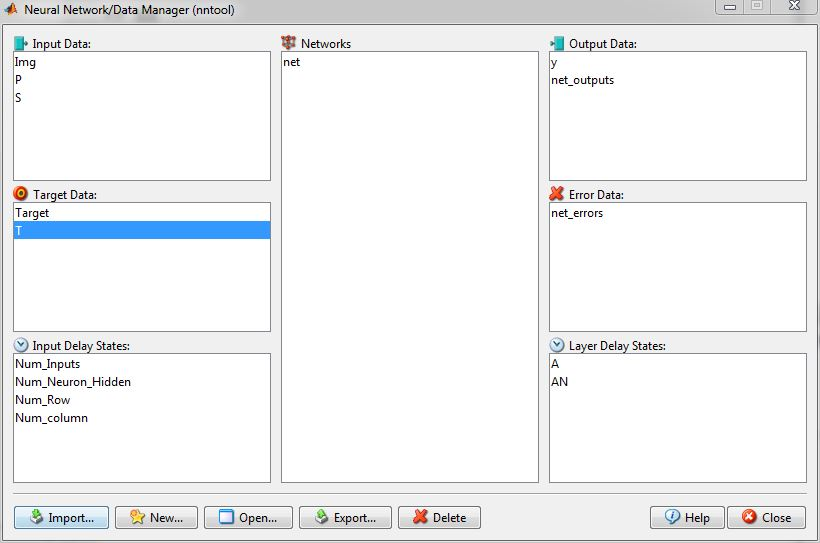 Neural Network/Data Manager (nntool)
Input Data:
Img
P
S
Networks
net
Output Data:
y
net_outputs
Target Data:
Target
T
Error Data:
net_errors
Input Delay States:
Num_Inputs
Num_Neuron_Hidden
Num_Row
Num_column
Layer Delay States:
A
AN
Import... New... Open... Export... Delete Help Close